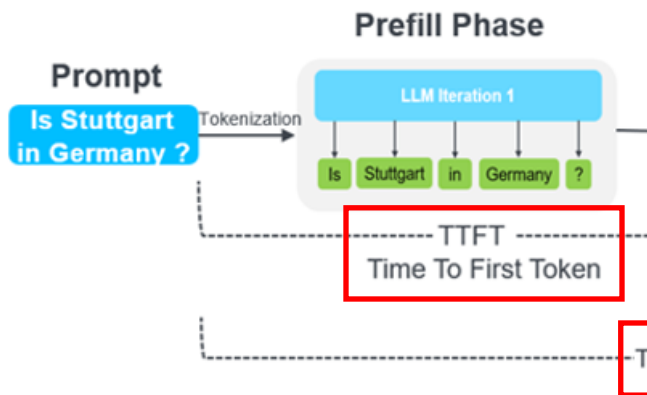 Prefill Phase
Prompt
Is Stuttgart
in Germany ?
Tokenization
LLM Iteration 1
Is Stuttgart in Germany ?
TTFT
Time To First Token
T